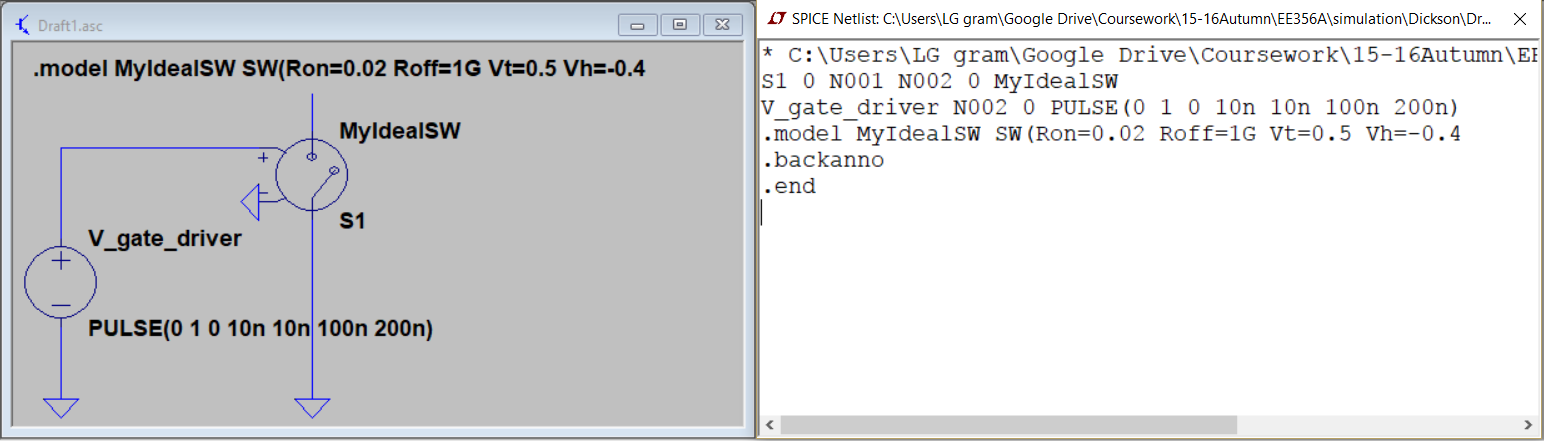 Draft1.asc
.model MyIdealSW SW(Ron=0.02 Roff=1G Vt=0.5 Vh=-0.4
MyIdealSW
+
S1
V_gate_driver
+
PULSE(0 1 0 10n 10n 100n 200n)
SPICE Netlist: C:\Users\LG gram\Google Drive\Coursework\15-16Autumn\EE356A\simulation\Dickson\Dr...
* C:\Users\LG gram\Google Drive\Coursework\15-16Autumn\EE
S1 0 N001 N002 0 MyIdealSW
V_gate_driver N002 0 PULSE(0 1 0 10n 10n 100n 200n)
.model MyIdealSW SW(Ron=0.02 Roff=1G Vt=0.5 Vh=-0.4
.backanno
.end